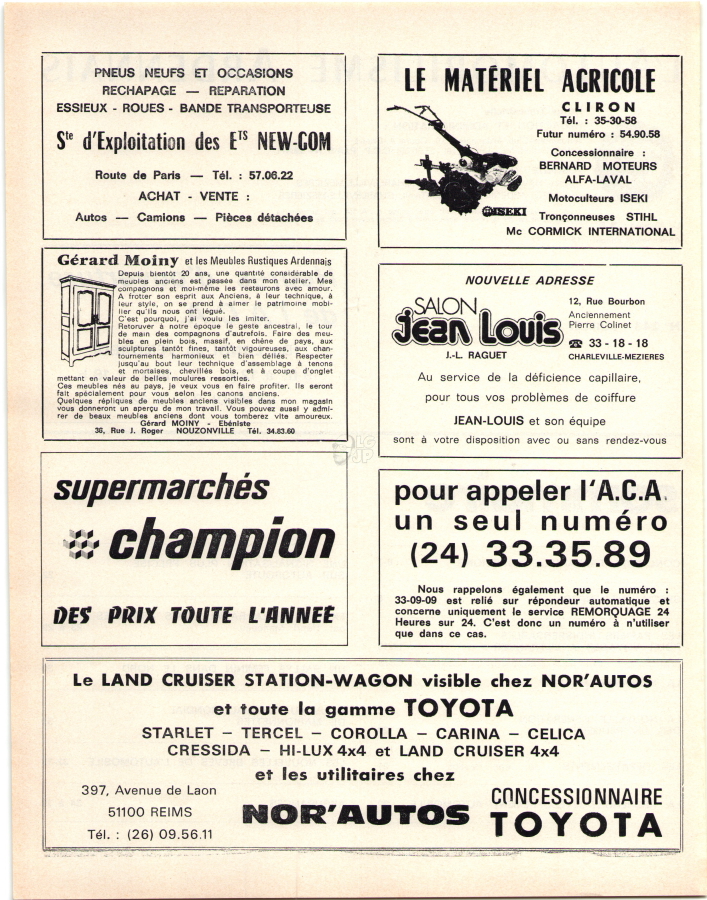 PNEUS NEUFS ET OCCASIONS
RECHAPAGE — REPARATION
ESSIEUX - ROUES - BANDE TRANSPORTEUSE
Ste d'Exploitation des ETS NEW-COM
Route de Paris — Tél. : 57.06.22
ACHAT - VENTE :
Autos — Camions — Pièces détachées
LE MATÉRIEL AGRICOLE
CLIRON
Tél. : 35-30-58
Futur numéro : 54.90.58
Concessionnaire :
BERNARD MOTEURS
ALFA-LAVAL
Motoculteurs ISEKI
ISEKI
Tronçonneuses STIHL
Mc CORMICK INTERNATIONAL
Gérard Moiny et les Meubles Rustiques Ardennais
Depuis bientôt 20 ans, une quantité considérable de
meubles anciens est passée dans mon atelier. Mes
compagnons et moi-même les restaurons avec amour.
A frotter son esprit aux Anciens, à leur technique, à
leur style, on se prend à aimer le patrimoine mobi-
lier qu'ils nous ont légué.
C'est pourquoi, j'ai voulu les imiter.
Retoruver à notre époque le geste ancestral, le tour
de main des compagnons d'autrefois. Faire des meu-
bles en plein bois, massif, en chêne de pays, aux
sculptures tantôt fines, tantôt vigoureuses, aux chan-
tournements harmonieux et bien déliés. Respecter
jusqu'au bout leur technique d'assemblage à tenons
et mortaises, chevillés bois, et à coupe d'onglet
mettant en valeur de belles moulures ressorties.
Ces meubles nés au pays, je veux vous en faire profiter. Ils seront
fait spécialement pour vous selon les canons anciens.
Quelques répliques de meubles anciens visibles dans mon magasin
vous donneront un aperçu de mon travail. Vous pouvez aussi y admi-
rer de beaux meubles anciens dont vous tomberez vite amoureux.
Gérard MOINY - Ebéniste
36, Rue J. Roger NOUZONVILLE Tél. 34.83.60
NOUVELLE ADRESSE
SALON
Jean Louis
J.-L. RAGUET
12, Rue Bourbon
Anciennement
Pierre Colinet
☎ 33 - 18 - 18
CHARLEVILLE-MEZIERES
Au service de la déficience capillaire,
pour tous vos problèmes de coiffure
JEAN-LOUIS et son équipe
sont à votre disposition avec ou sans rendez-vous
LG
JP
supermarchés
champion
DES PRIX TOUTE L'ANNEE
pour appeler l'A.C.A.
un seul numéro
(24) 33.35.89
Nous rappelons également que le numéro :
33-09-09 est relié sur répondeur automatique et
concerne uniquement le service REMORQUAGE 24
Heures sur 24. C'est donc un numéro à n'utiliser
que dans ce cas.
Le LAND CRUISER STATION-WAGON visible chez NOR'AUTOS
et toute la gamme TOYOTA
STARLET – TERCEL – COROLLA – CARINA – CELICA
CRESSIDA – HI-LUX 4x4 et LAND CRUISER 4x4
et les utilitaires chez
397, Avenue de Laon
51100 REIMS
Tél. : (26) 09.56.11
NOR'AUTOS
CONCESSIONNAIRE
TOYOTA